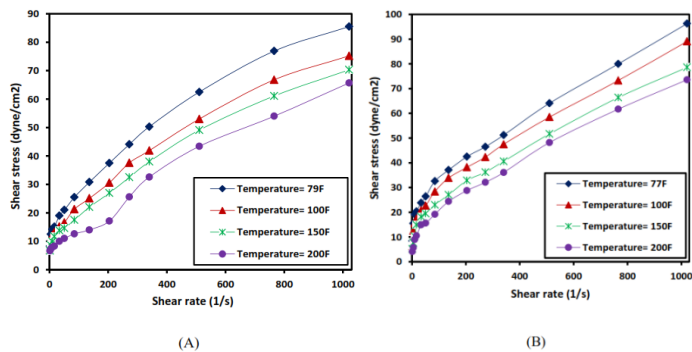 90
80
70
60
50
40
30
20
10
0
Shear stress (dyne/cm2)
Temperature= 79F
Temperature= 100F
Temperature= 150F
Temperature= 200F
0 200 400 600 800 1000
Shear rate (1/s)
(A)
100
90
80
70
60
50
40
30
20
10
0
Shear stress (dyne/cm2)
Temperature= 77F
Temperature= 100F
Temperature= 150F
Temperature= 200F
0 200 400 600 800 1000
Shear rate (1/s)
(B)